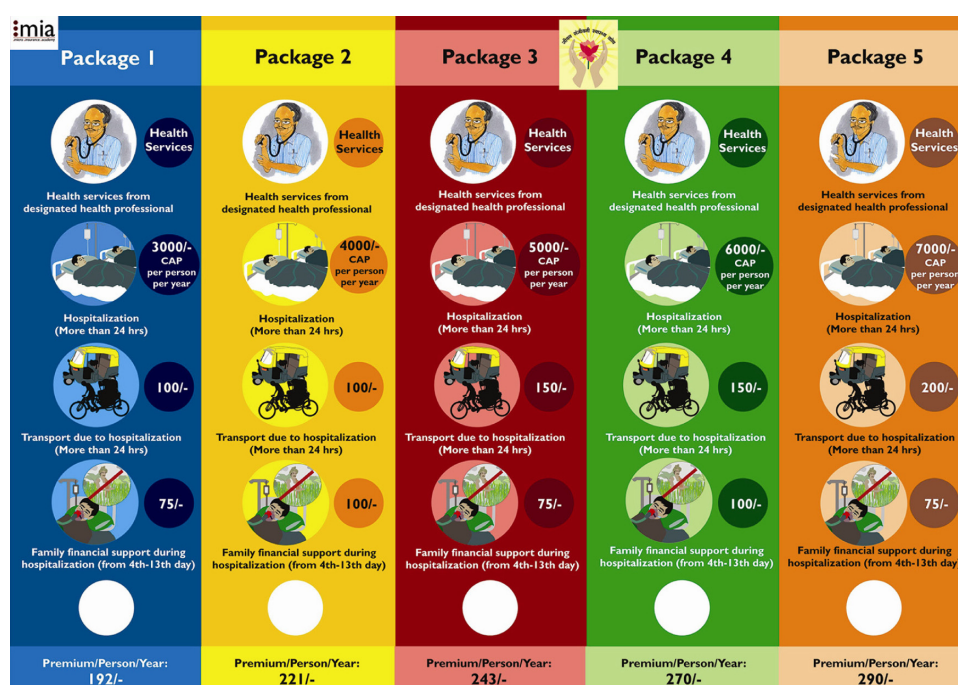 imia
micro insurance academy
जीवन संजीवनी स्वास्थ्य कोष
Package 1
Health
Services
Health services from
designated health professional
3000/-
CAP
per person
per year
Hospitalization
(More than 24 hrs)
100/-
Transport due to hospitalization
(More than 24 hrs)
75/-
Family financial support during
hospitalization (from 4th-13th day)
Premium/Person/Year:
192/-
Package 2
Heallth
Services
Health services from
designated health professional
4000/-
CAP
per person
per year
Hospitalization
(More than 24 hrs)
100/-
Transport due to hospitalization
(More than 24 hrs)
100/-
Family financial support during
hospitalization (from 4th-13th day)
Premium/Person/Year:
221/-
Package 3
Health
Services
Health services from
designated health professional
5000/-
CAP
per person
per year
Hospitalization
(More than 24 hrs)
150/-
Transport due to hospitalization
(More than 24 hrs)
75/-
Family financial support during
hospitalization (from 4th-13th day)
Premium/Person/Year:
243/-
Package 4
Health
Services
Health services from
designated health professional
6000/-
CAP
per person
per year
Hospitalization
(More than 24 hrs)
150/-
Transport due to hospitalization
(More than 24 hrs)
100/-
Family financial support during
hospitalization (from 4th-13th day)
Premium/Person/Year:
270/-
Package 5
Health
Services
Health services from
designated health professional
7000/-
CAP
per person
per year
Hospitalization
(More than 24 hrs)
200/-
Transport due to hospitalization
(More than 24 hrs)
75/-
Family financial support during
hospitalization (from 4th-13th day)
Premium/Person/Year:
290/-